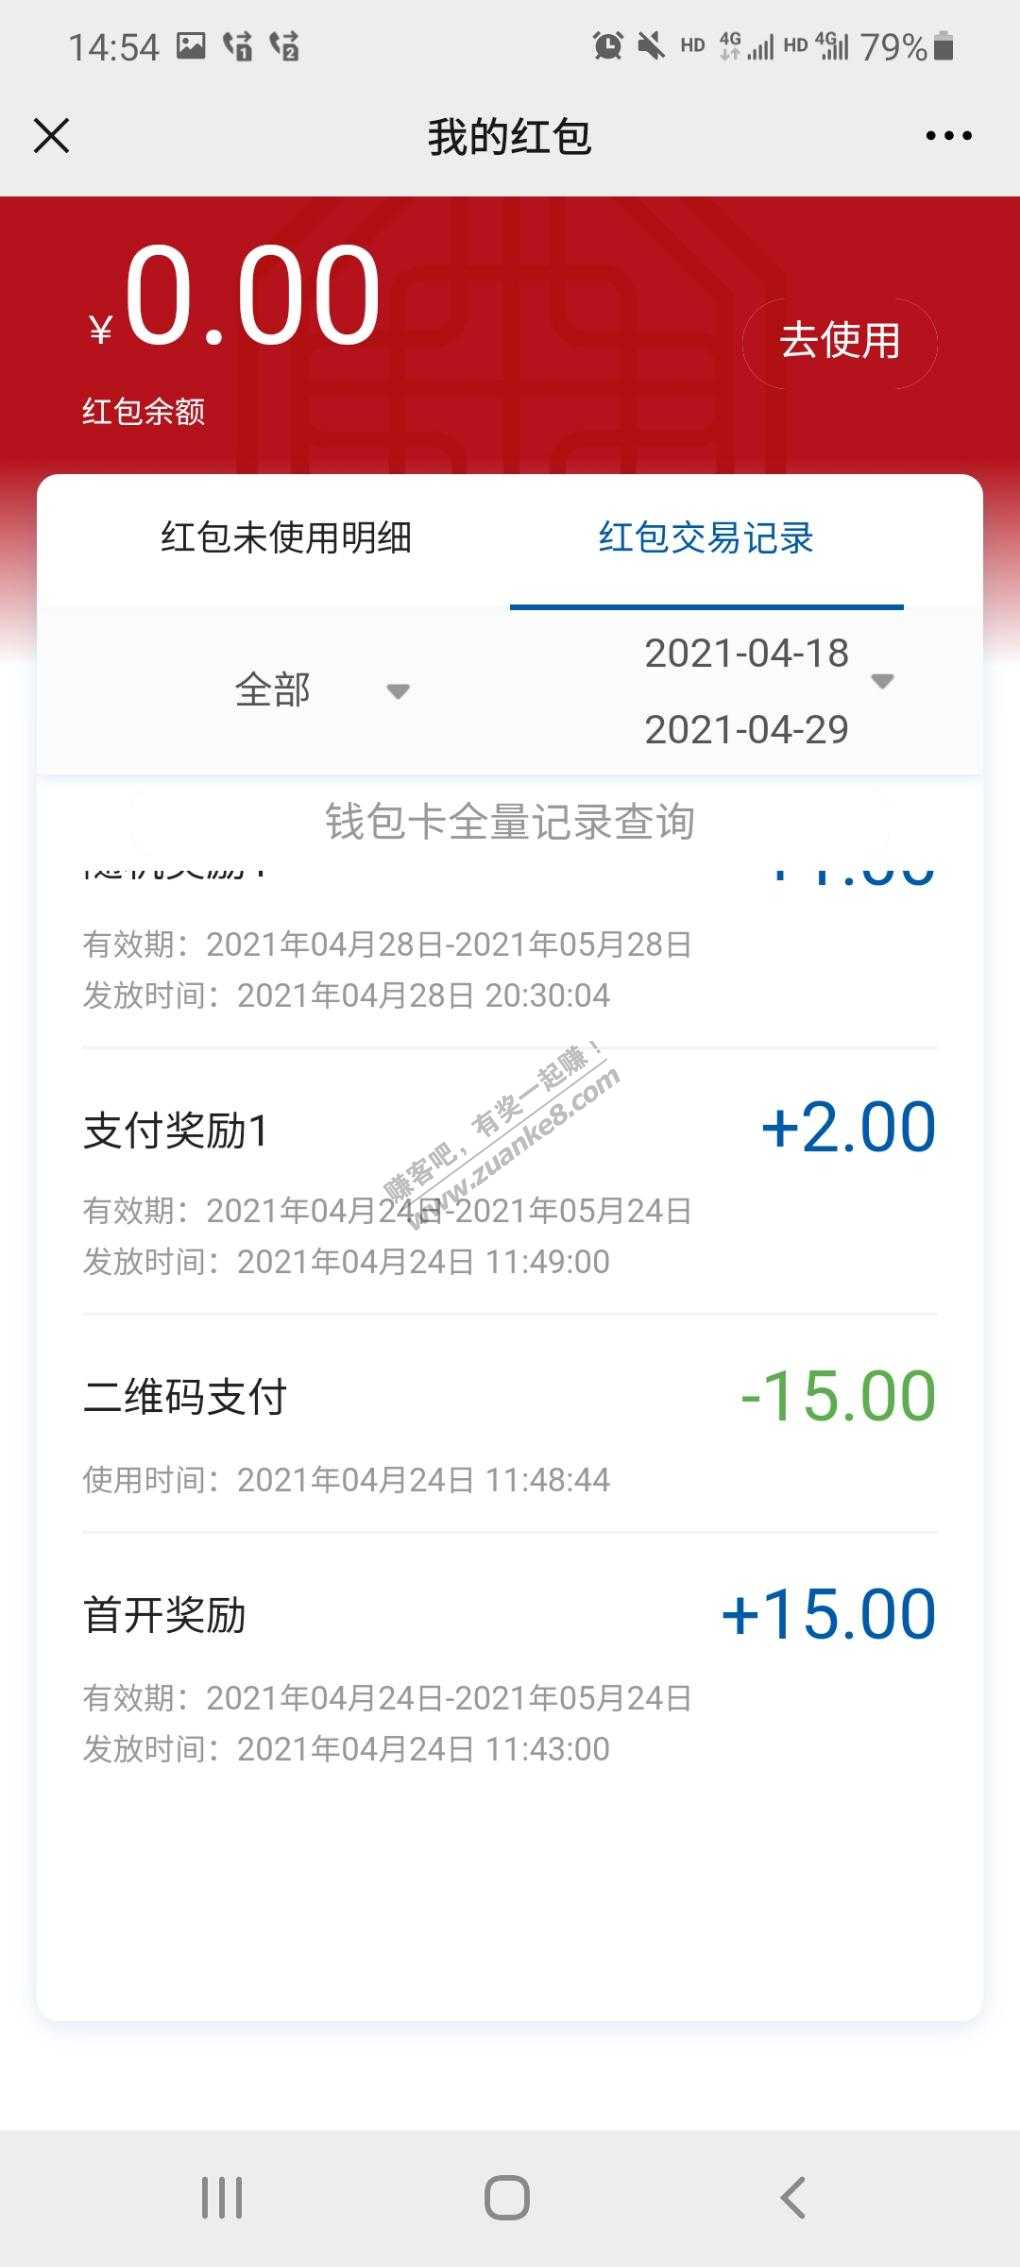 14:54 1 2 HD 4G HD 4G 79%
我的红包
¥0.00
去使用
红包余额
红包未使用明细 红包交易记录
全部
2021-04-18
2021-04-29
钱包卡全量记录查询
有效期：2021年04月28日-2021年05月28日
发放时间：2021年04月28日 20:30:04
支付奖励1 +2.00
有效期：2021年04月24日-2021年05月24日
发放时间：2021年04月24日 11:49:00
赚客吧，有奖一起赚！
www.zuanke8.com
二维码支付 -15.00
使用时间：2021年04月24日 11:48:44
首开奖励 +15.00
有效期：2021年04月24日-2021年05月24日
发放时间：2021年04月24日 11:43:00